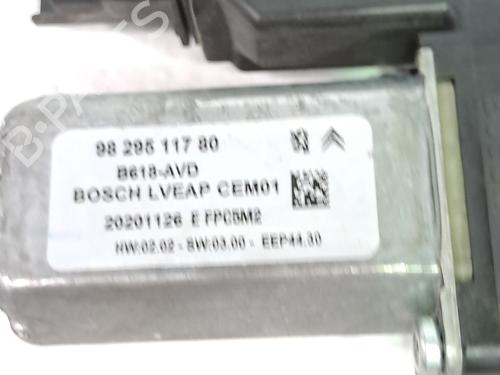 98 295 117 80
B618-AVD
BOSCH LVEAP CEM01
20201126 E FPC5M2
HW:02.02 - SW:03.00 - EEP44.30
B-PARTS